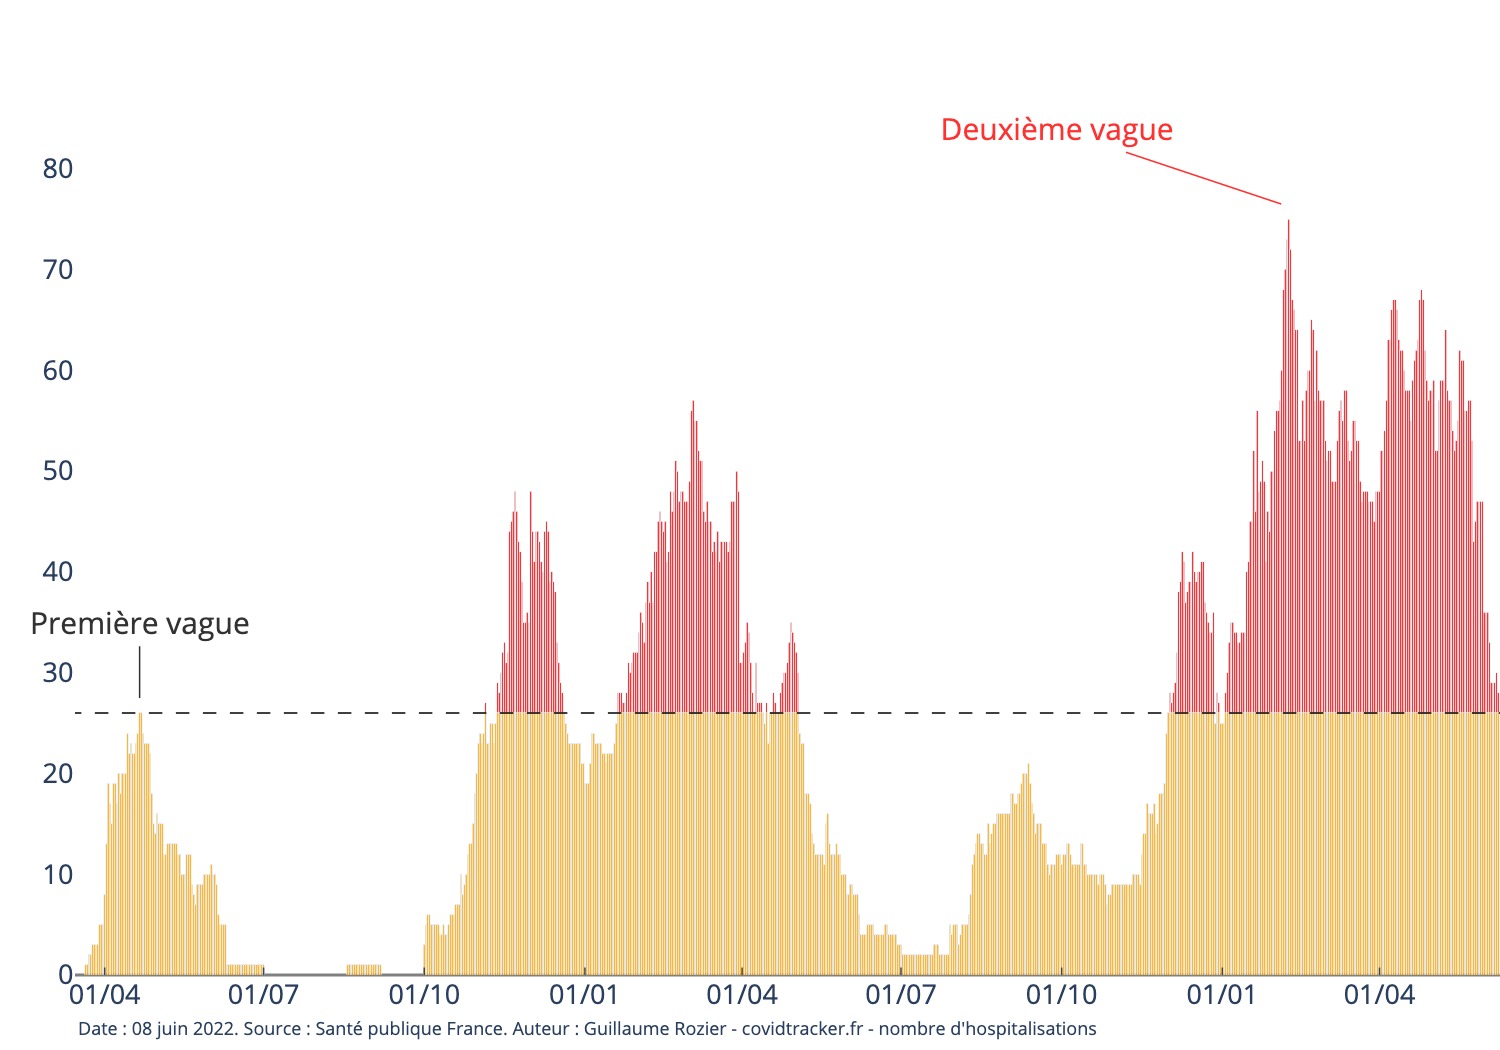 Deuxième vague
80
70
60
50
40
Première vague
30
20
10
0
01/04 01/07 01/10 01/01 01/04 01/07 01/10 01/01 01/04
Date : 08 juin 2022. Source : Santé publique France. Auteur : Guillaume Rozier - covidtracker.fr - nombre d'hospitalisations